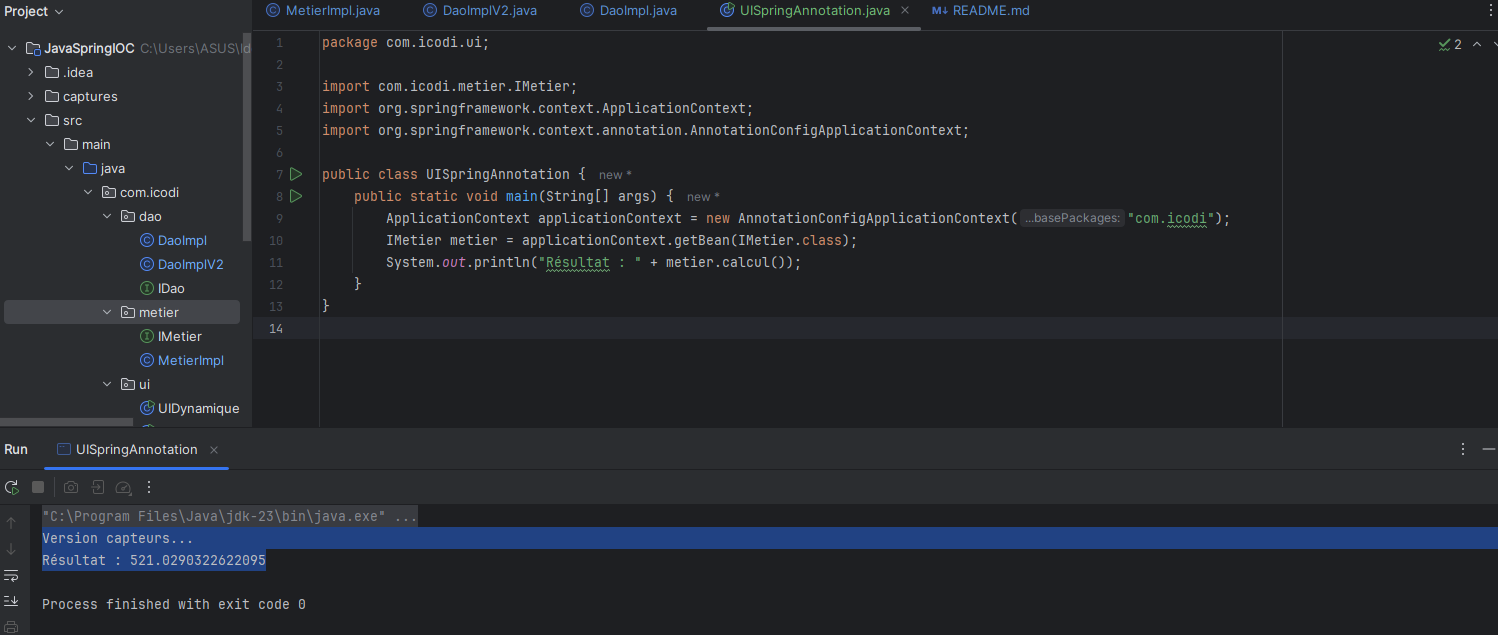 Project
MetierImpl.java
DaoImplV2.java
DaoImpl.java
UISpringAnnotation.java
README.md
JavaSpringIOC C:\Users\ASUS\Id
.idea
captures
src
main
java
com.icodi
dao
DaoImpl
DaoImplV2
IDao
metier
IMetier
MetierImpl
ui
UIDynamique
2
1 package com.icodi.ui;
2
3 import com.icodi.metier.IMetier;
4 import org.springframework.context.ApplicationContext;
5 import org.springframework.context.annotation.AnnotationConfigApplicationContext;
6
7 public class UISpringAnnotation { new *
8 public static void main(String[] args) { new *
9 ApplicationContext applicationContext = new AnnotationConfigApplicationContext( ...basePackages: "com.icodi");
10 IMetier metier = applicationContext.getBean(IMetier.class);
11 System.out.println("Résultat : " + metier.calcul());
12 }
13 }
14
Run
UISpringAnnotation
"C:\Program Files\Java\jdk-23\bin\java.exe" ...
Version capteurs...
Résultat : 521.0290322622095
Process finished with exit code 0